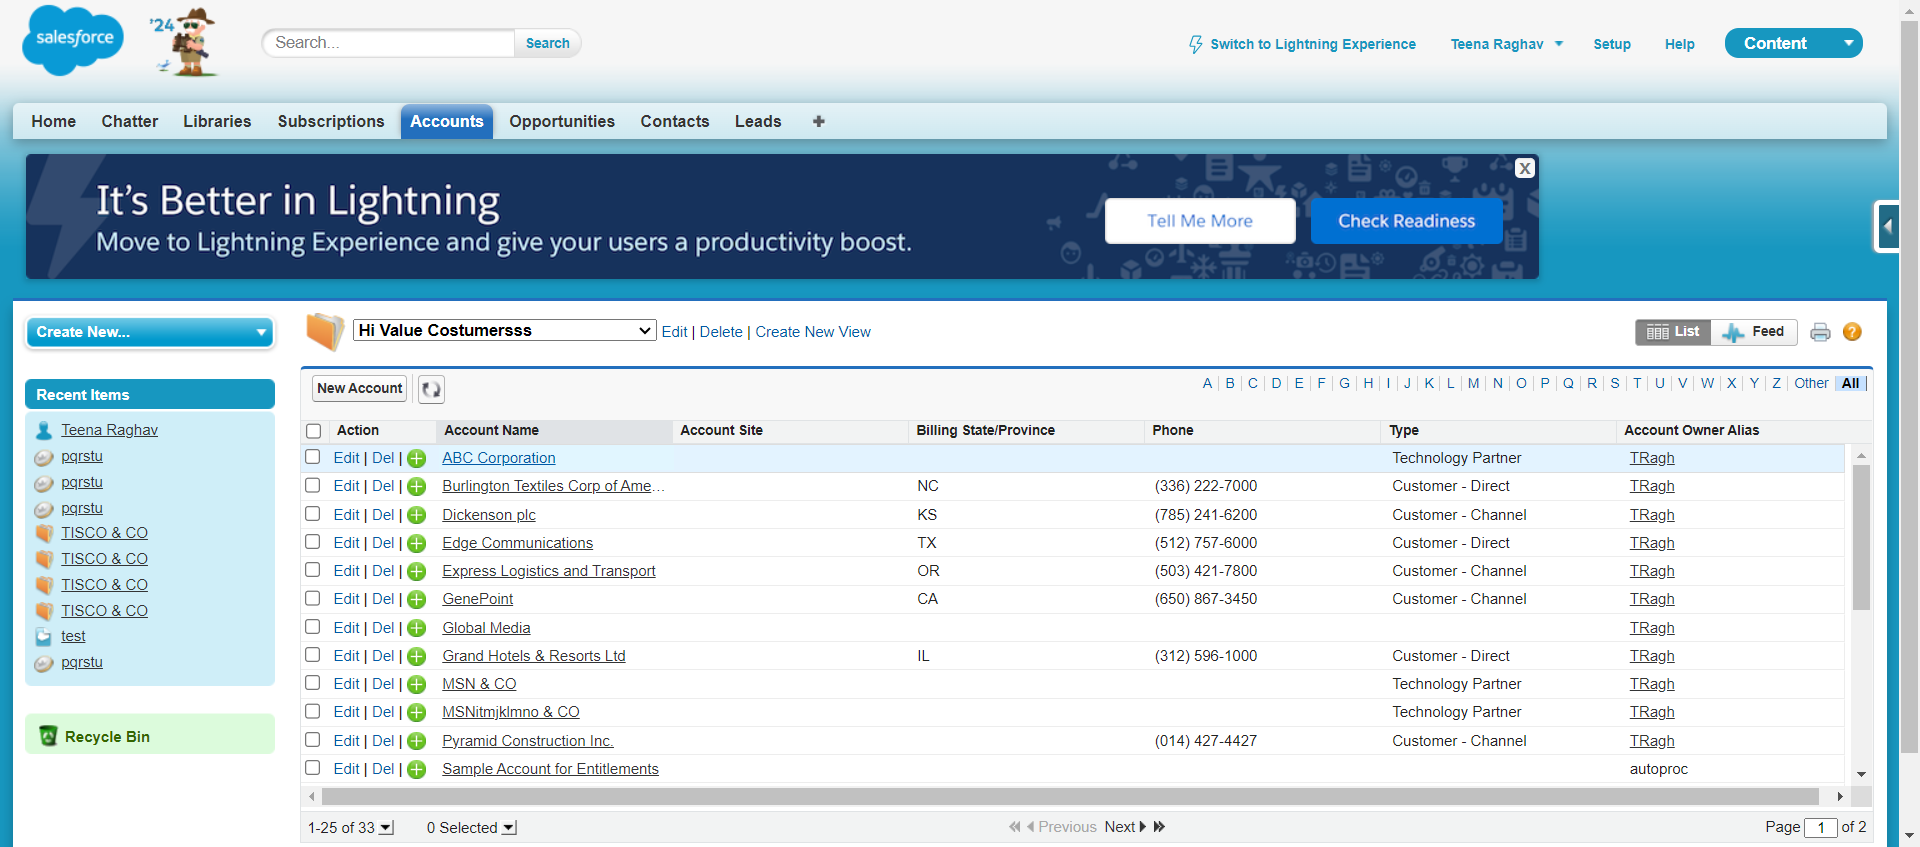 salesforce
'24
Search...
Search
Switch to Lightning Experience
Teena Raghav
Setup
Help
Content
Home Chatter Libraries Subscriptions Accounts Opportunities Contacts Leads +
It's Better in Lightning
Move to Lightning Experience and give your users a productivity boost.
Tell Me More
Check Readiness
X
Create New...
Recent Items
Teena Raghav
pqrstu
pqrstu
pqrstu
TISCO & CO
TISCO & CO
TISCO & CO
TISCO & CO
test
pqrstu
Recycle Bin
Hi Value Costumersss
Edit | Delete | Create New View
List
Feed
?
New Account
A | B | C | D | E | F | G | H | I | J | K | L | M | N | O | P | Q | R | S | T | U | V | W | X | Y | Z | Other | All |
Action Account Name Account Site Billing State/Province Phone Type Account Owner Alias
Edit | Del | ABC Corporation Technology Partner TRagh
Edit | Del | Burlington Textiles Corp of Ame... NC (336) 222-7000 Customer - Direct TRagh
Edit | Del | Dickenson plc KS (785) 241-6200 Customer - Channel TRagh
Edit | Del | Edge Communications TX (512) 757-6000 Customer - Direct TRagh
Edit | Del | Express Logistics and Transport OR (503) 421-7800 Customer - Channel TRagh
Edit | Del | GenePoint CA (650) 867-3450 Customer - Channel TRagh
Edit | Del | Global Media TRagh
Edit | Del | Grand Hotels & Resorts Ltd IL (312) 596-1000 Customer - Direct TRagh
Edit | Del | MSN & CO Technology Partner TRagh
Edit | Del | MSNitmjklmno & CO Technology Partner TRagh
Edit | Del | Pyramid Construction Inc. (014) 427-4427 Customer - Channel TRagh
Edit | Del | Sample Account for Entitlements autoproc
1-25 of 33
0 Selected
Previous Next
Page 1 of 2